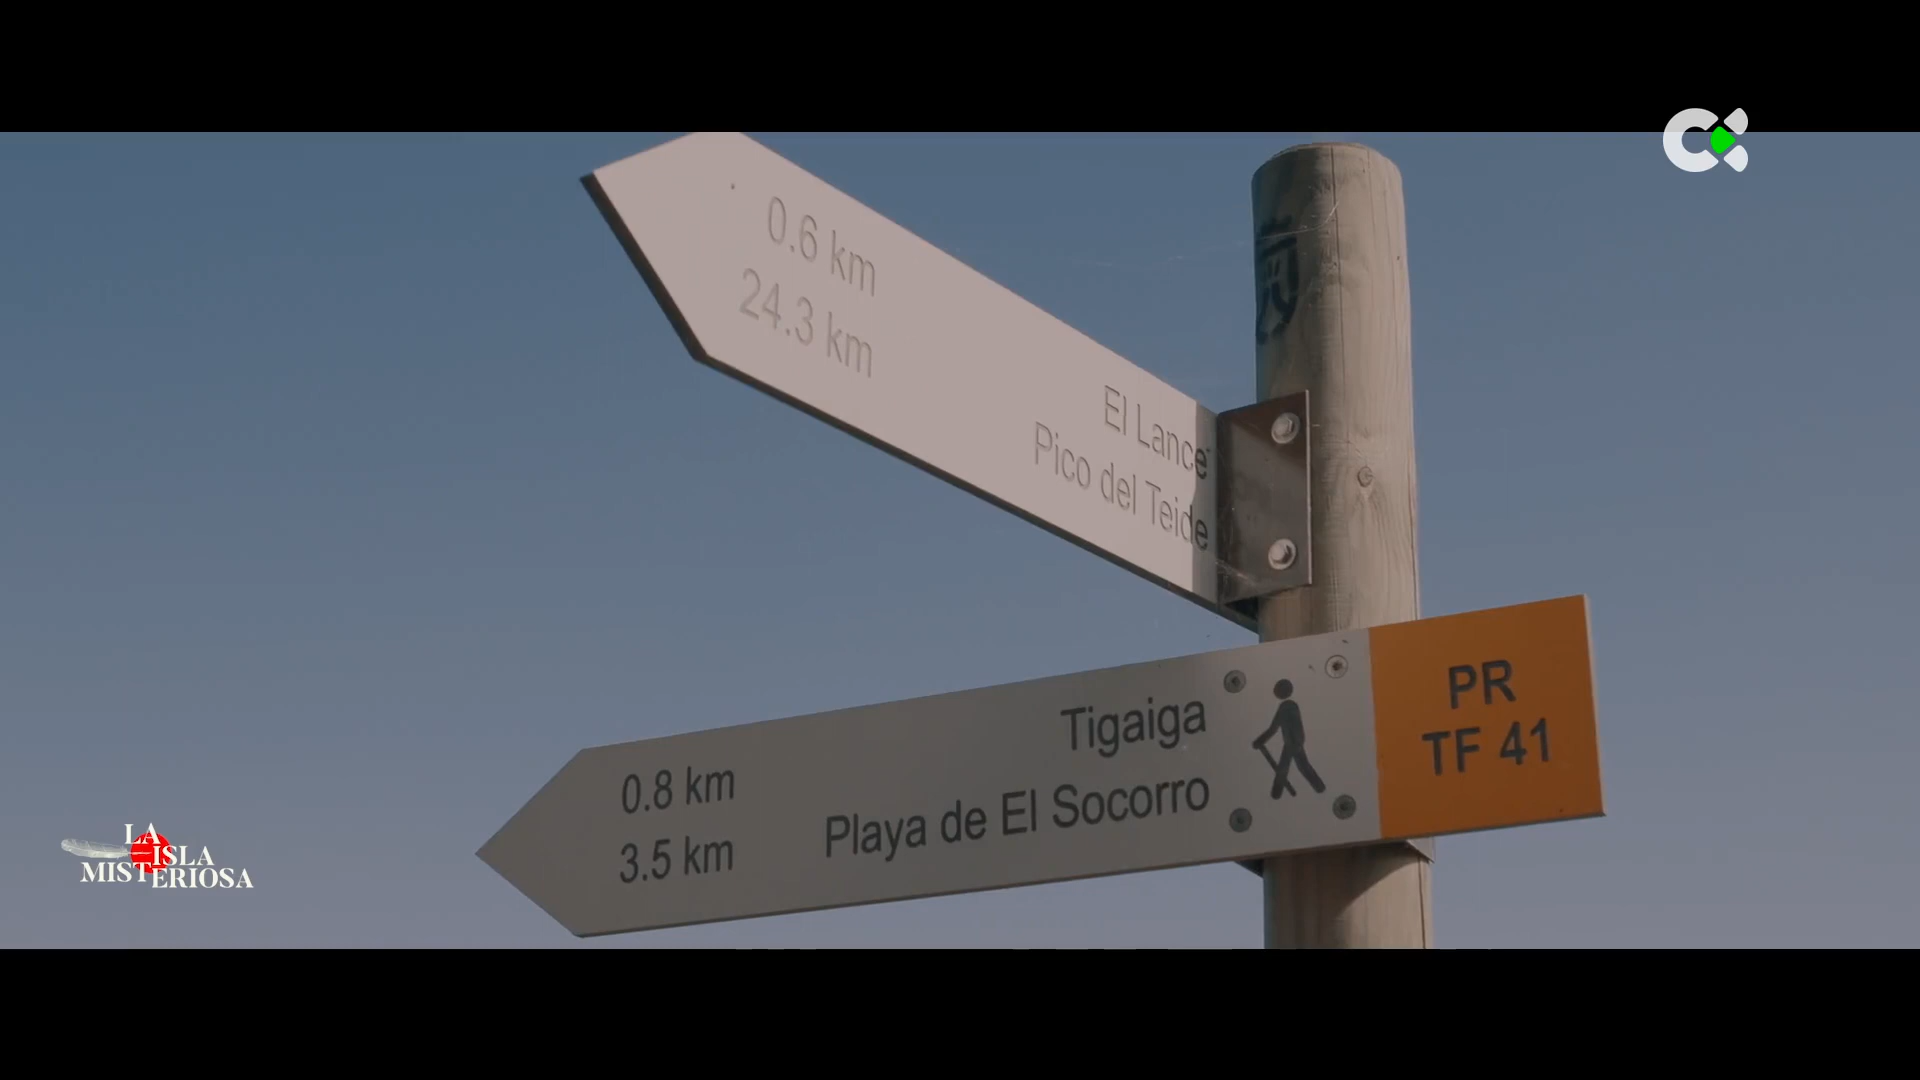 0.6 km
24.3 km
El Lance
Pico del Teide
Tigaiga
Playa de El Socorro
0.8 km
3.5 km
PR
TF 41
LA
ISLA
MISTERIOSA